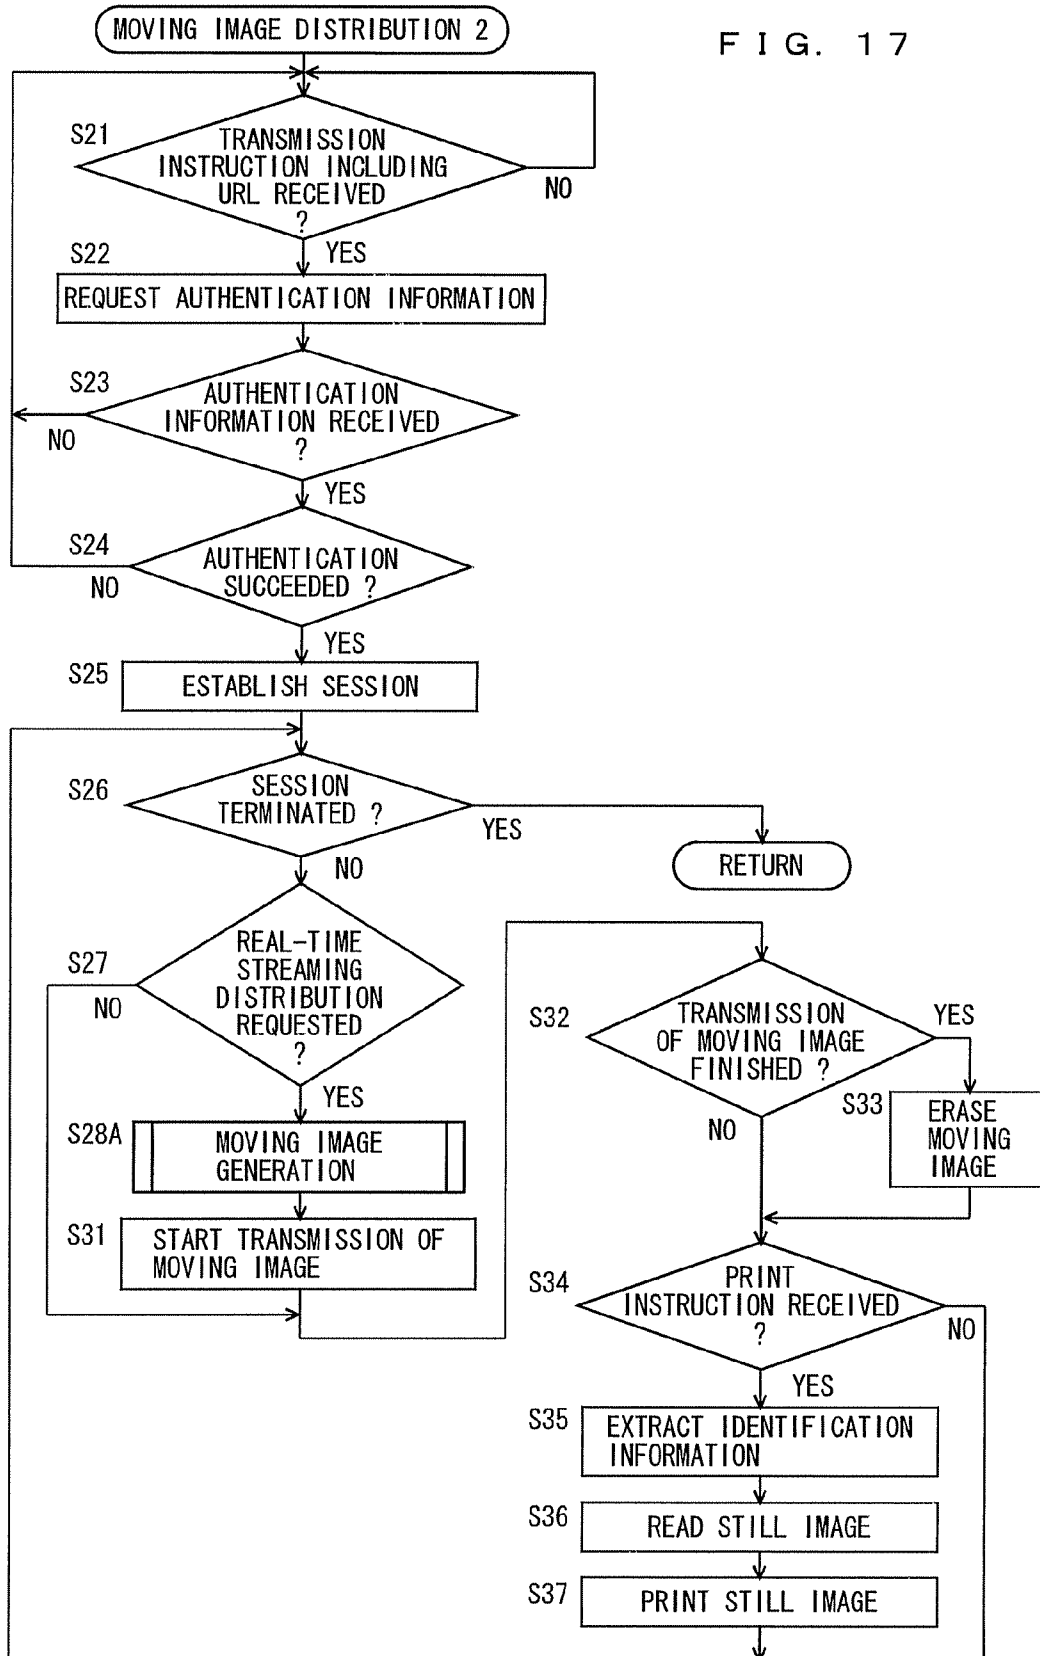 MOVING IMAGE DISTRIBUTION 2
FIG. 17
S21
TRANSMISSION
INSTRUCTION INCLUDING
URL RECEIVED
?
NO
YES
S22
REQUEST AUTHENTICATION INFORMATION
S23
AUTHENTICATION
INFORMATION RECEIVED
?
NO
YES
S24
AUTHENTICATION
SUCCEEDED ?
NO
YES
S25
ESTABLISH SESSION
S26
SESSION
TERMINATED ?
YES
NO
RETURN
S27
REAL-TIME
STREAMING
DISTRIBUTION
REQUESTED
?
NO
YES
S28A
MOVING IMAGE
GENERATION
S31
START TRANSMISSION OF
MOVING IMAGE
S32
TRANSMISSION
OF MOVING IMAGE
FINISHED ?
YES
NO
S33
ERASE
MOVING
IMAGE
S34
PRINT
INSTRUCTION RECEIVED
?
NO
YES
S35
EXTRACT IDENTIFICATION
INFORMATION
S36
READ STILL IMAGE
S37
PRINT STILL IMAGE